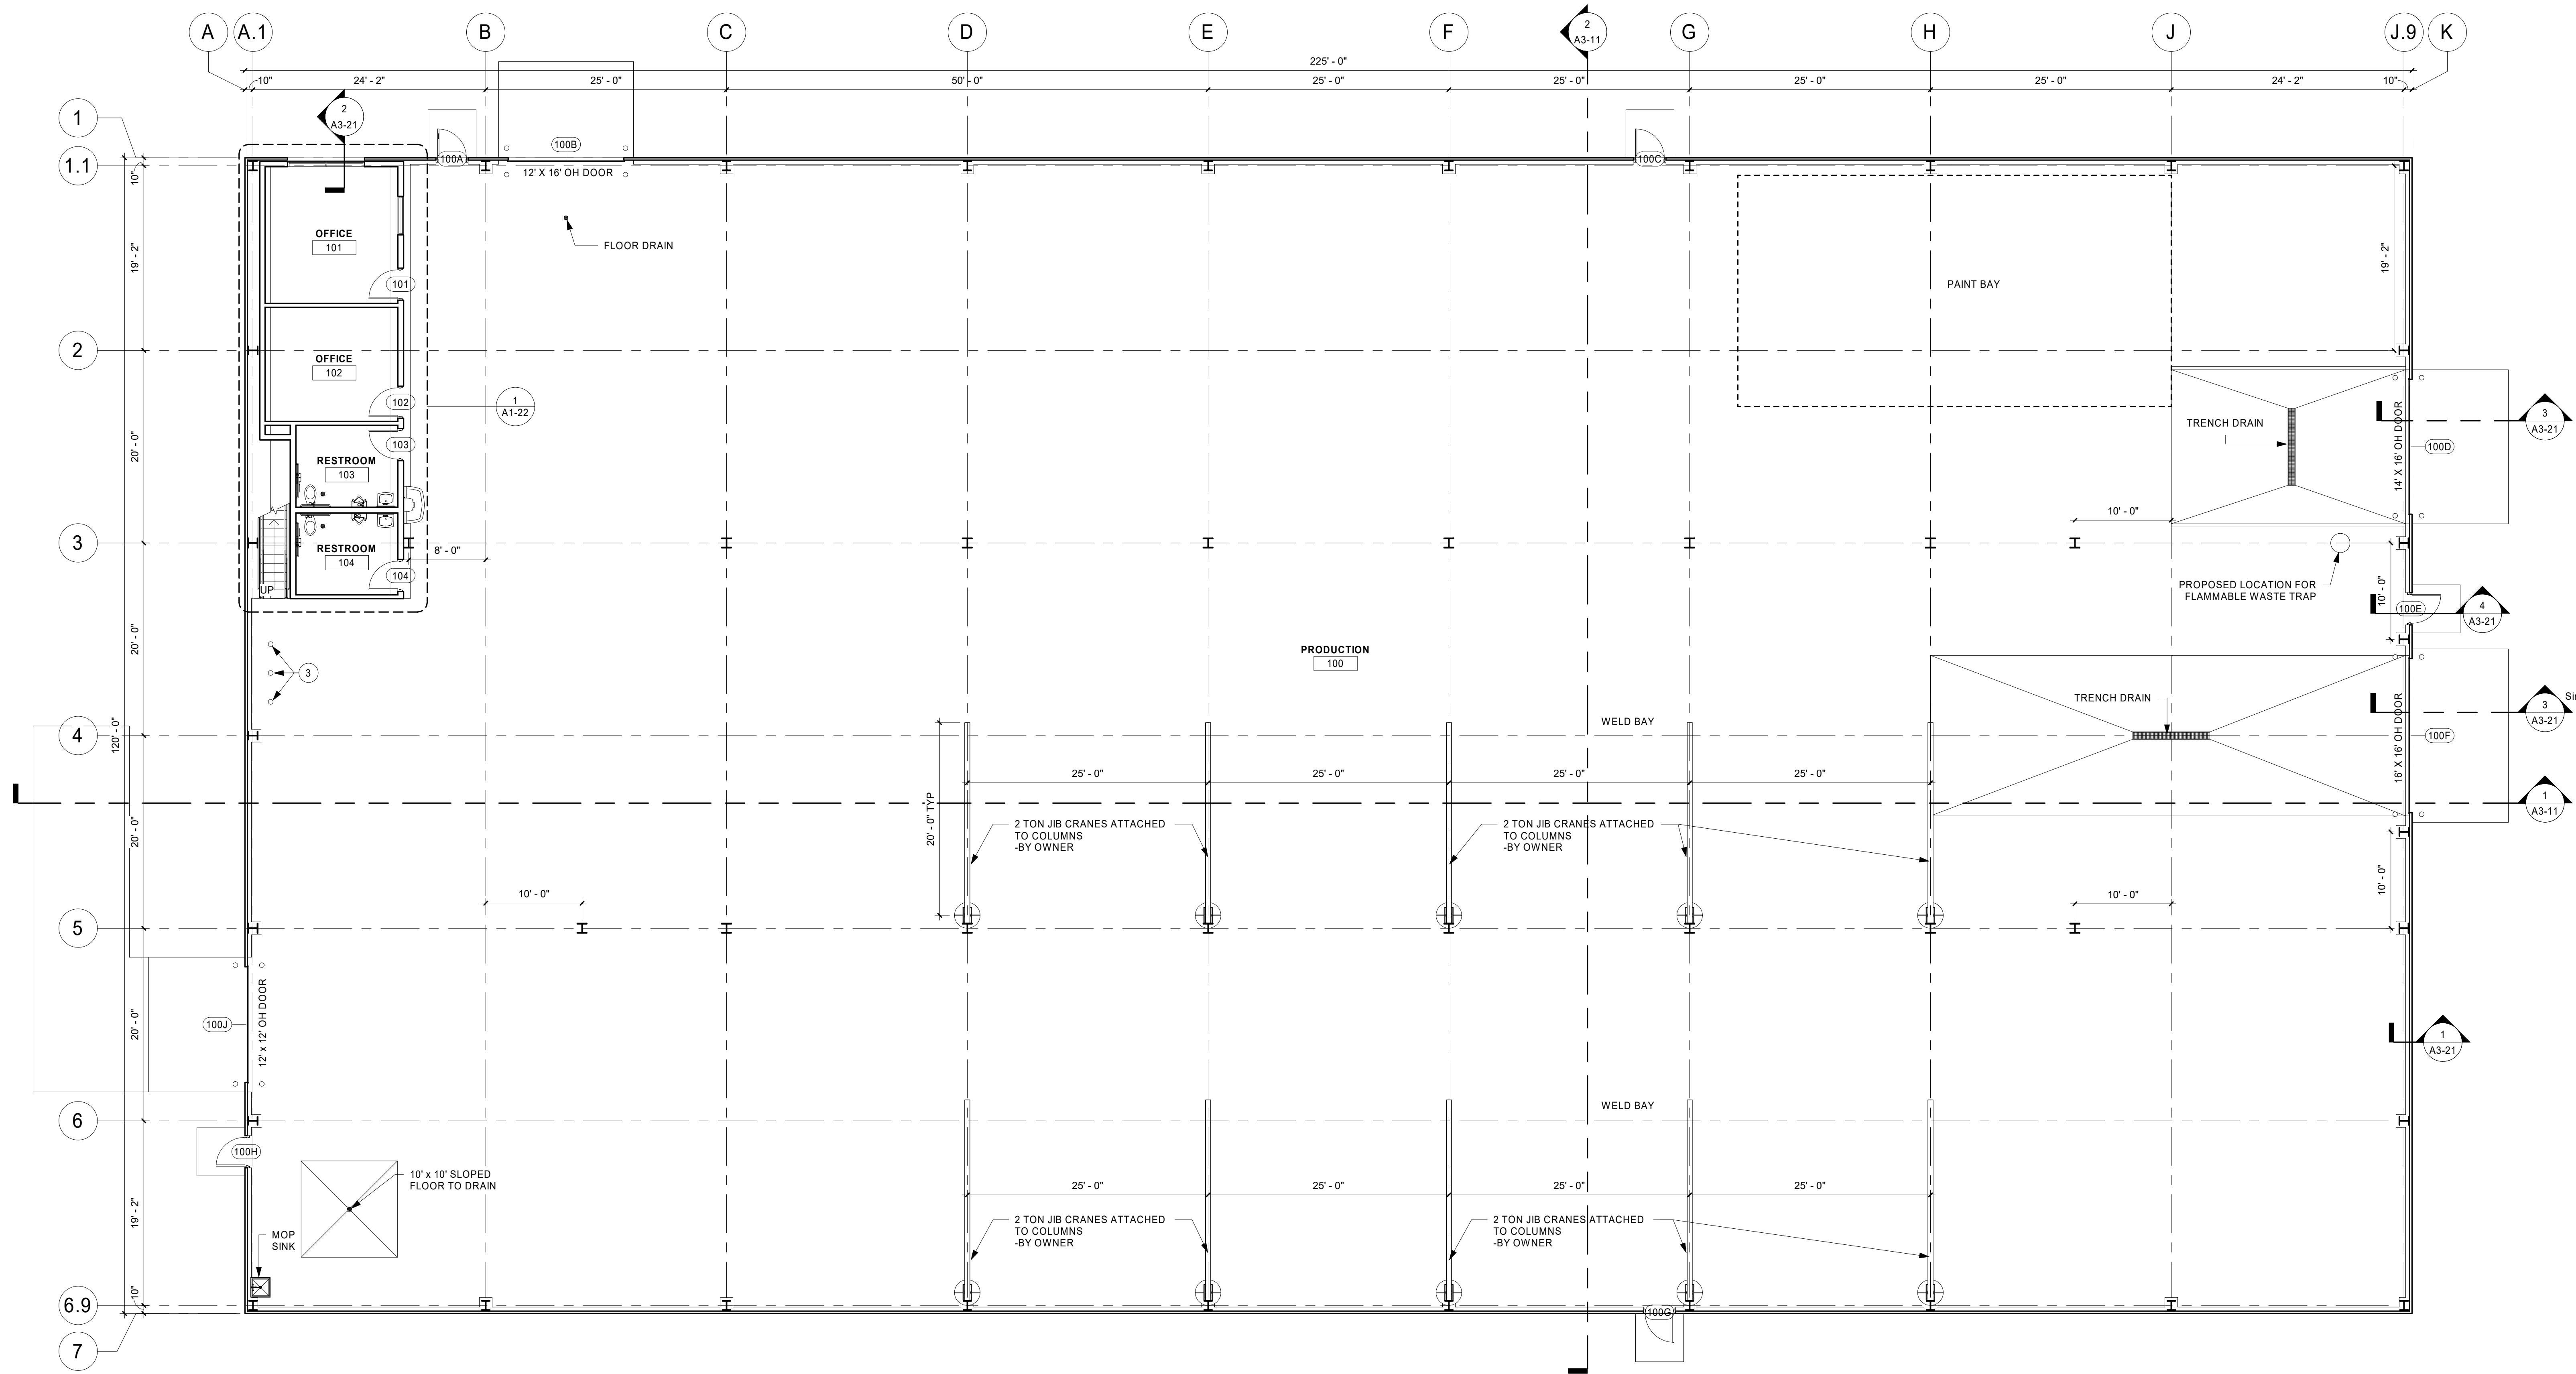 A
A.1
B
C
D
E
F
2
A3-11
G
H
J
J.9
K
225' - 0"
10"
24' - 2"
25' - 0"
50' - 0"
25' - 0"
25' - 0"
25' - 0"
25' - 0"
24' - 2"
10"
1
2
A3-21
100A
100B
12' X 16' OH DOOR
100C
1.1
10"
19' - 2"
OFFICE
101
101
FLOOR DRAIN
PAINT BAY
19' - 2"
2
OFFICE
102
102
1
A1-22
103
TRENCH DRAIN
14' X 16' OH DOOR
3
A3-21
100D
20' - 0"
RESTROOM
103
10' - 0"
3
RESTROOM
104
104
UP
8' - 0"
PROPOSED LOCATION FOR
FLAMMABLE WASTE TRAP
10' - 0"
100E
4
A3-21
20' - 0"
3
PRODUCTION
100
TRENCH DRAIN
16' X 16' OH DOOR
Sir
3
A3-21
4
120' - 0"
WELD BAY
100F
25' - 0"
25' - 0"
25' - 0"
25' - 0"
1
A3-11
20' - 0"
20' - 0" TYP
2 TON JIB CRANES ATTACHED
TO COLUMNS
-BY OWNER
2 TON JIB CRANES ATTACHED
TO COLUMNS
-BY OWNER
10' - 0"
10' - 0"
10' - 0"
5
100J
12' x 12' OH DOOR
20' - 0"
1
A3-21
6
WELD BAY
100H
10' x 10' SLOPED
FLOOR TO DRAIN
25' - 0"
25' - 0"
25' - 0"
25' - 0"
19' - 2"
MOP
SINK
2 TON JIB CRANES ATTACHED
TO COLUMNS
-BY OWNER
2 TON JIB CRANES ATTACHED
TO COLUMNS
-BY OWNER
10"
6.9
100G
7